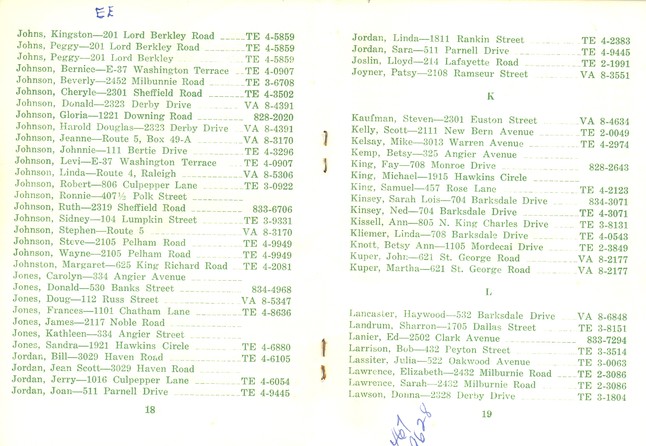 EE
Johns, Kingston—201 Lord Berkley Road TE 4-5859
Johns, Peggy—201 Lord Berkley Road TE 4-5859
Johns, Peggy—201 Lord Berkley TE 4-5859
Johnson, Bernice—E-37 Washington Terrace TE 4-0907
Johnson, Beverly—2452 Milbunnie Road TE 3-6708
Johnson, Cheryle—2301 Sheffield Road TE 4-3502
Johnson, Donald—2323 Derby Drive VA 8-4391
Johnson, Gloria—1221 Downing Road 828-2020
Johnson, Harold Douglas—2323 Derby Drive VA 8-4391
Johnson, Jeanne—Route 5, Box 49-A VA 8-3170
Johnson, Johnnie—111 Bertie Drive TE 4-3296
Johnson, Levi—E-37 Washington Terrace TE 4-0907
Johnson, Linda—Route 4, Raleigh VA 8-5306
Johnson, Robert—806 Culpepper Lane TE 3-0922
Johnson, Ronnie—407½ Polk Street
Johnson, Ruth—2319 Sheffield Road 833-6706
Johnson, Sidney—104 Lumpkin Street TE 3-9331
Johnson, Stephen—Route 5 VA 8-3170
Johnson, Steve—2105 Pelham Road TE 4-9949
Johnson, Wayne—2105 Pelham Road TE 4-9949
Johnston, Margaret—625 King Richard Road TE 4-2081
Jones, Carolyn—334 Angier Avenue
Jones, Donald—530 Banks Street 834-4968
Jones, Doug—112 Russ Street VA 8-5347
Jones, Frances—1101 Chatham Lane TE 4-8636
Jones, James—2117 Noble Road
Jones, Kathleen—334 Angier Street
Jones, Sandra—1921 Hawkins Circle TE 4-6880
Jordan, Bill—3029 Haven Road TE 4-6105
Jordan, Jean Scott—3029 Haven Road
Jordan, Jerry—1016 Culpepper Lane TE 4-6054
Jordan, Joan—511 Parnell Drive TE 4-9445
18
Jordan, Linda—1811 Rankin Street TE 4-2383
Jordan, Sara—511 Parnell Drive TE 4-9445
Joslin, Lloyd—214 Lafayette Road TE 2-1991
Joyner, Patsy—2108 Ramseur Street VA 8-3551
K
Kaufman, Steven—2301 Euston Street VA 8-4634
Kelly, Scott—2111 New Bern Avenue TE 2-0049
Kelsay, Mike—3013 Warren Avenue TE 4-2974
Kemp, Betsy—325 Angier Avenue
King, Fay—708 Monroe Drive 828-2643
King, Michael—1915 Hawkins Circle
King, Samuel—457 Rose Lane TE 4-2123
Kinsey, Sarah Lois—704 Barksdale Drive 834-3071
Kinsey, Ned—704 Barksdale Drive TE 4-3071
Kissell, Ann—805 N. King Charles Drive TE 3-8131
Kliemer, Linda—708 Barksdale Drive TE 4-0543
Knott, Betsy Ann—1105 Mordecai Drive TE 2-3849
Kuper, John—621 St. George Road VA 8-2177
Kuper, Martha—621 St. George Road VA 8-2177
L
Lancaster, Haywood—532 Barksdale Drive VA 8-6848
Landrum, Sharron—1705 Dallas Street TE 3-8151
Lanier, Ed—2502 Clark Avenue 833-7294
Larrison, Bob—432 Peyton Street TE 3-3514
Lassiter, Julia—522 Oakwood Avenue TE 3-0063
Lawrence, Elizabeth—2432 Milburnie Road TE 2-3086
Lawrence, Sarah—2432 Milburnie Road TE 2-3086
Lawson, Donna—2328 Derby Drive TE 3-1804
19